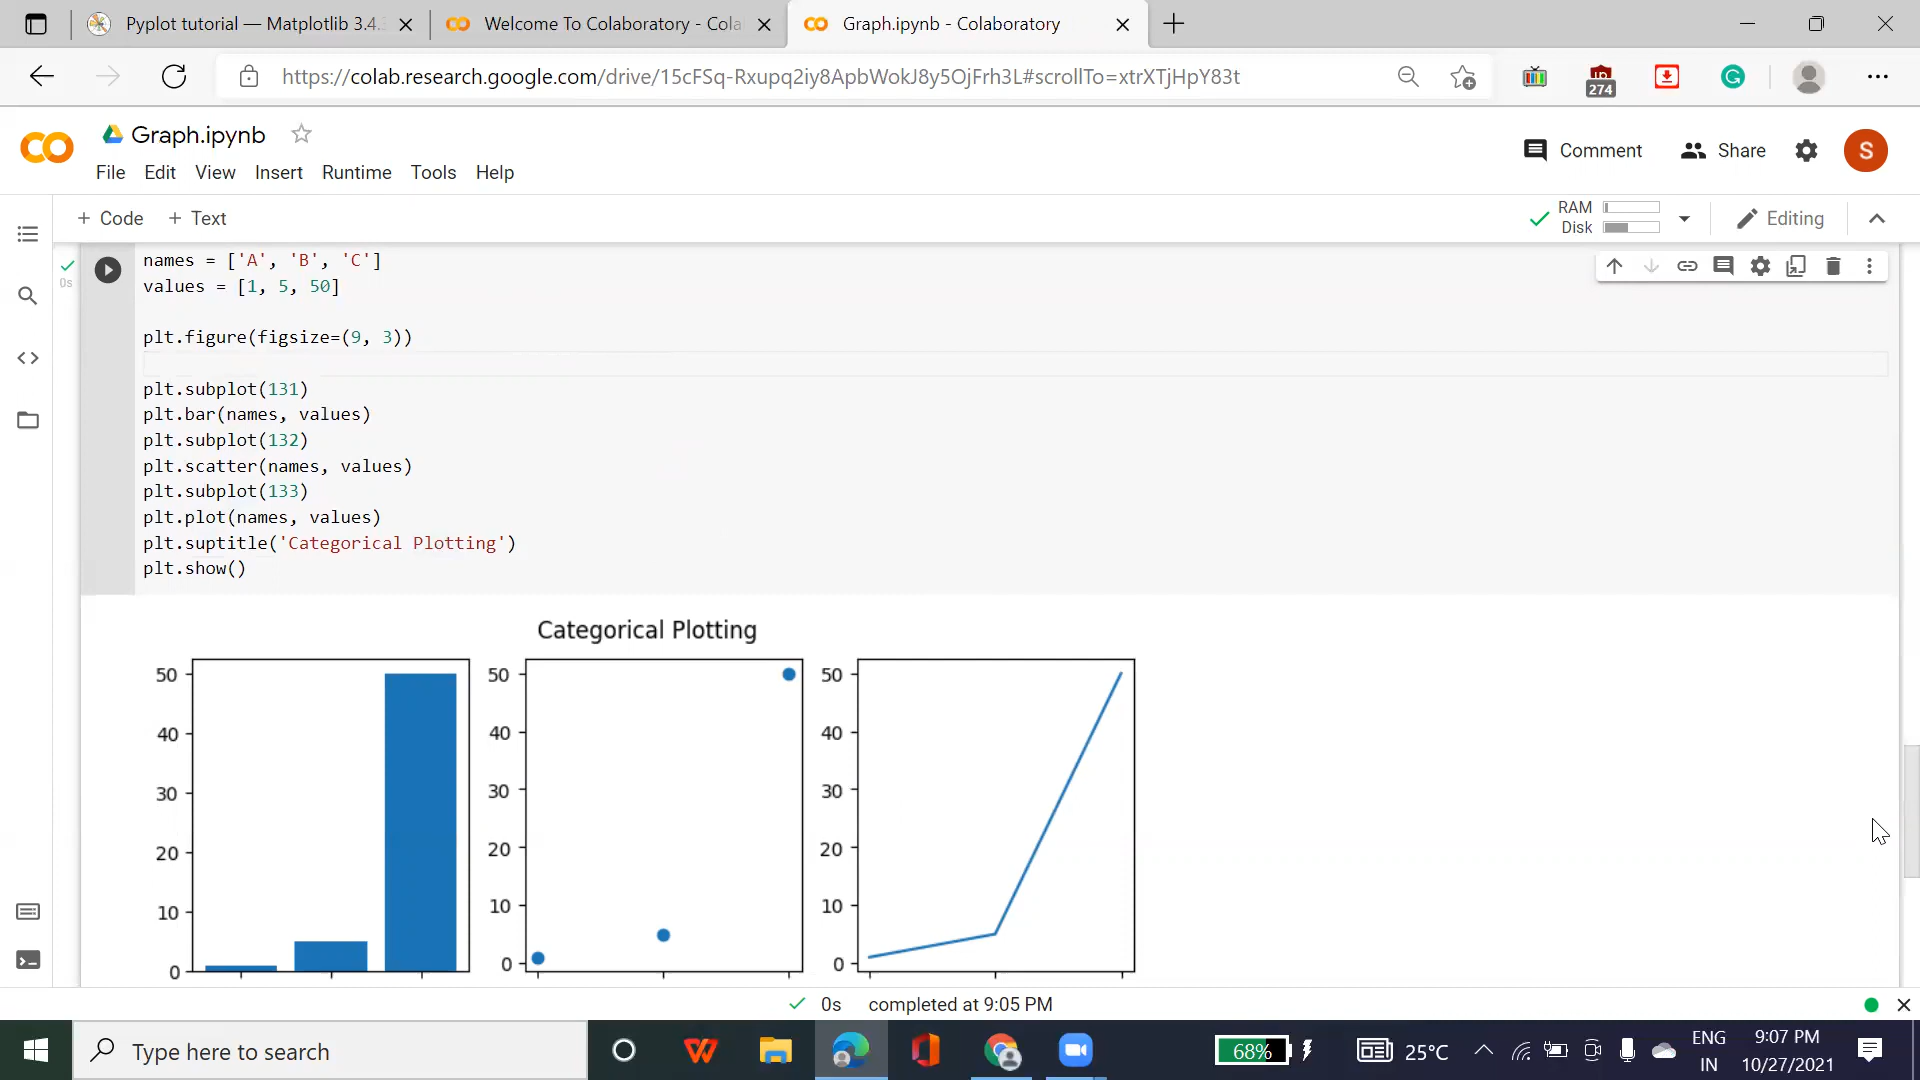 Pyplot tutorial — Matplotlib 3.4.
Welcome To Colaboratory - Cola
Graph.ipynb - Colaboratory
https://colab.research.google.com/drive/15cFSq-Rxupq2iy8ApbWokJ8y5OjFrh3L#scrollTo=xtrXTjHpY83t
274
Graph.ipynb
Comment
Share
S
File Edit View Insert Runtime Tools Help
+ Code + Text
RAM
Disk
Editing
0s
names = ['A', 'B', 'C']
values = [1, 5, 50]
plt.figure(figsize=(9, 3))
plt.subplot(131)
plt.bar(names, values)
plt.subplot(132)
plt.scatter(names, values)
plt.subplot(133)
plt.plot(names, values)
plt.suptitle('Categorical Plotting')
plt.show()
Categorical Plotting
50 50 50
40 40 40
30 30 30
20 20 20
10 10 10
0 0 0
0s completed at 9:05 PM
Type here to search
68%
25°C
ENG
IN
9:07 PM
10/27/2021